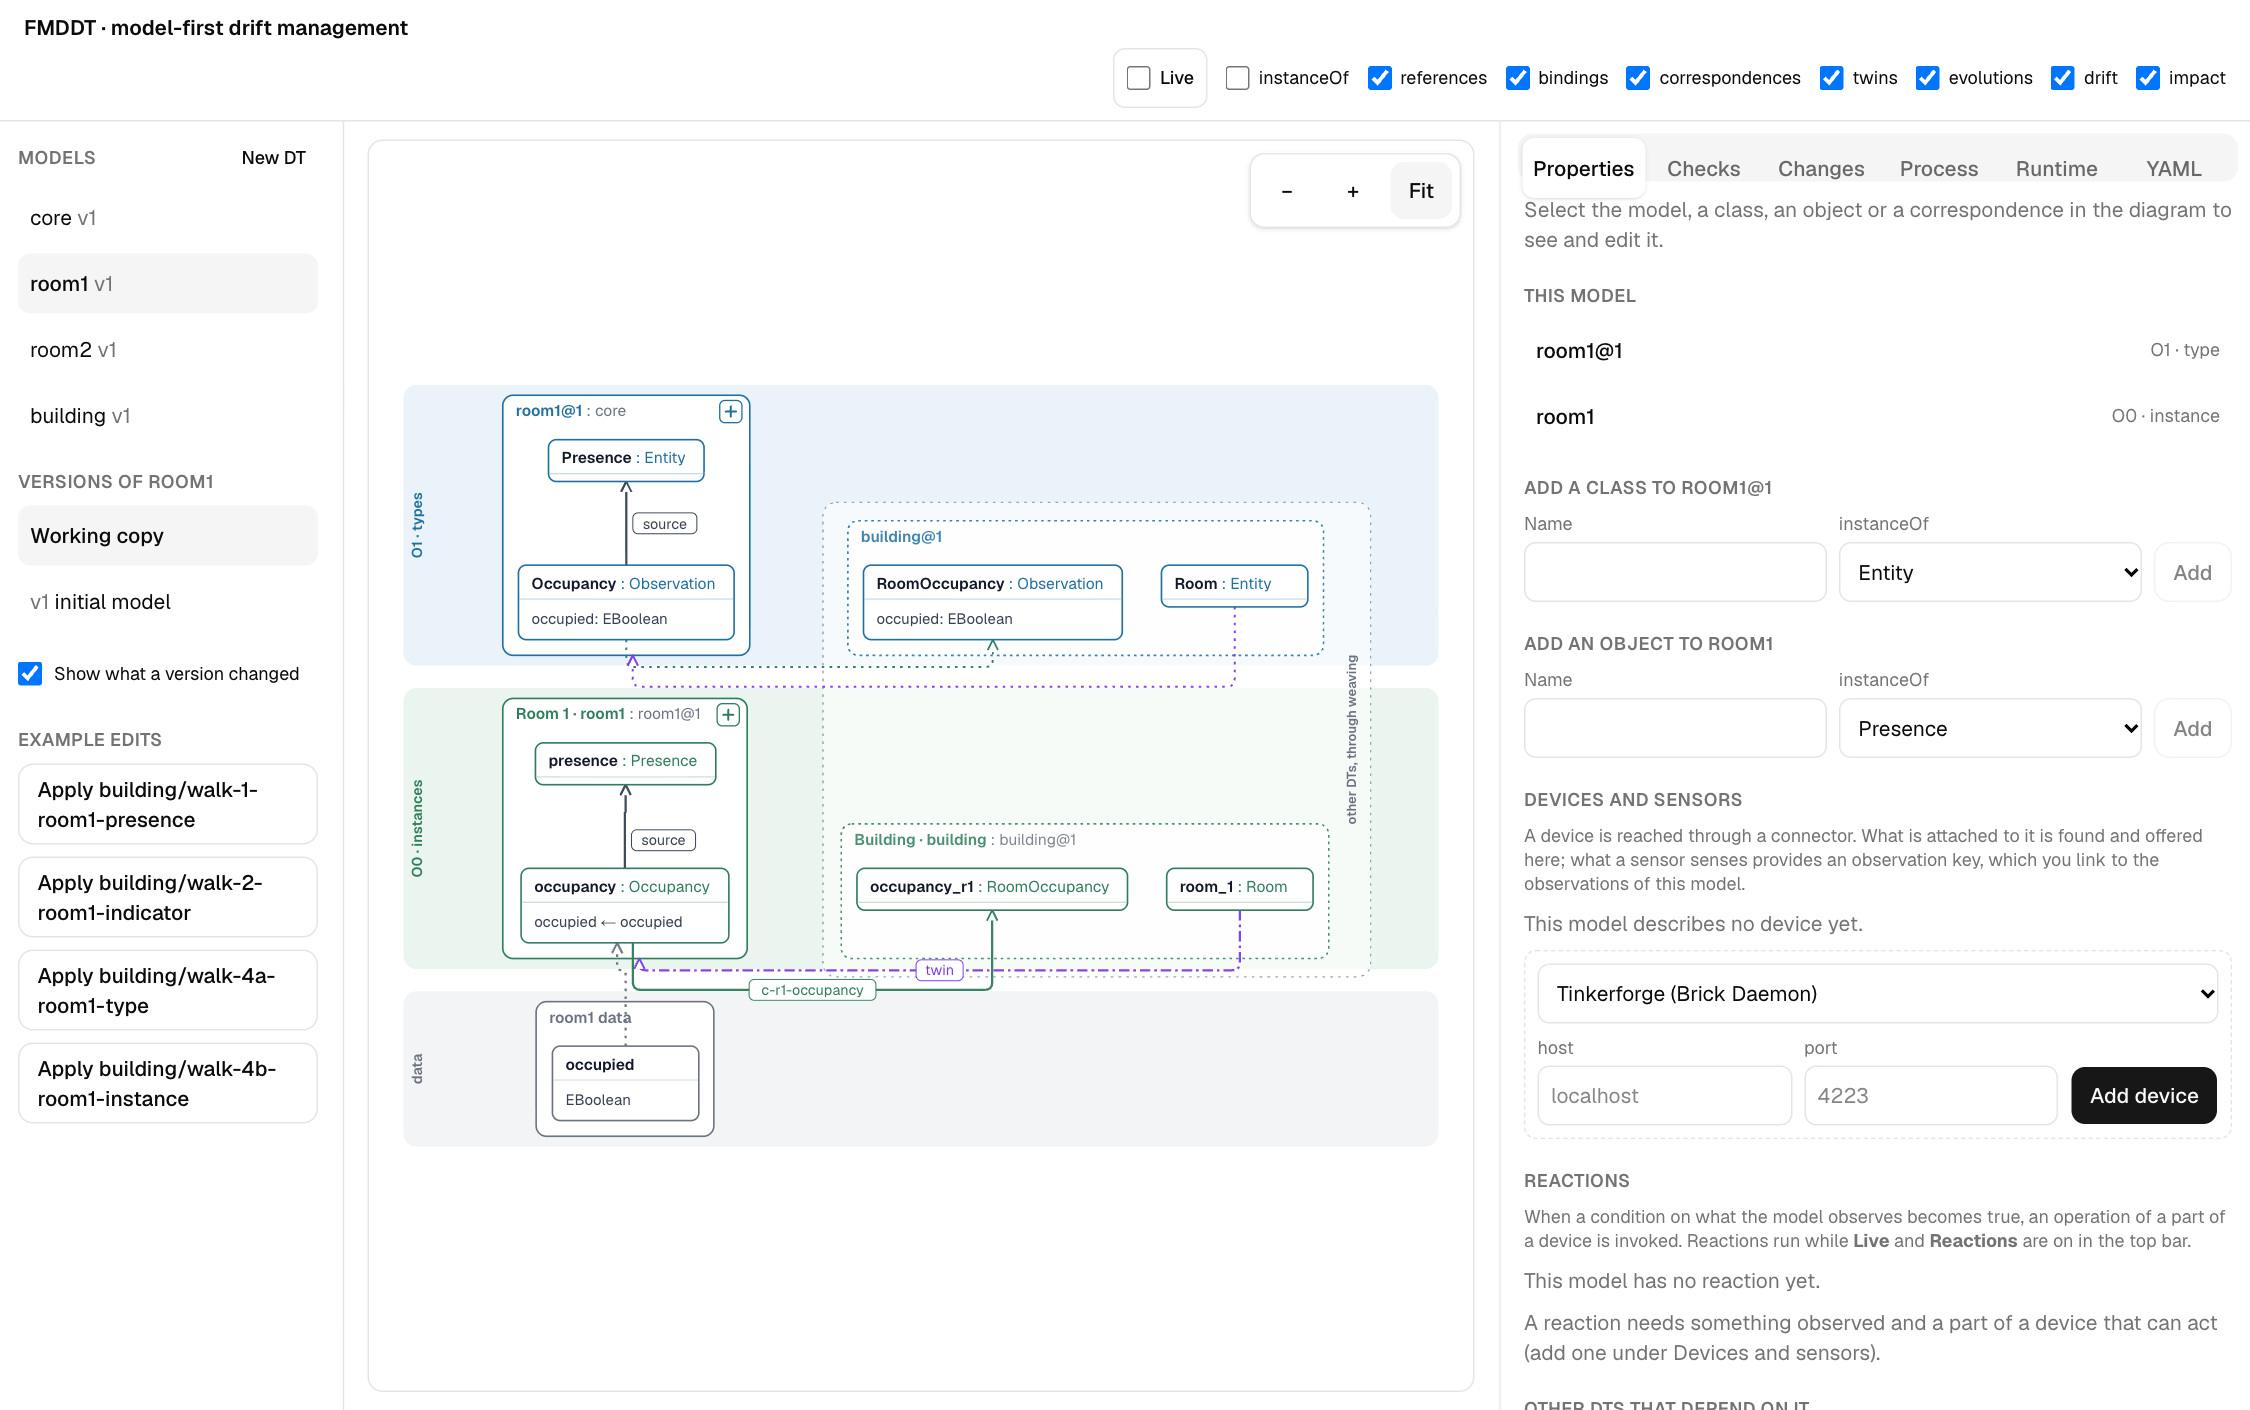 FMDDT · model-first drift management
Live
instanceOf
references
bindings
correspondences
twins
evolutions
drift
impact
MODELS
New DT
core v1
room1 v1
room2 v1
building v1
VERSIONS OF ROOM1
Working copy
v1 initial model
Show what a version changed
EXAMPLE EDITS
Apply building/walk-1-
room1-presence
Apply building/walk-2-
room1-indicator
Apply building/walk-4a-
room1-type
Apply building/walk-4b-
room1-instance
−
+
Fit
O1 · types
room1@1 : core
+
Presence : Entity
source
Occupancy : Observation
occupied: EBoolean
building@1
RoomOccupancy : Observation
occupied: EBoolean
Room : Entity
other DTs, through weaving
O0 · instances
Room 1 · room1 : room1@1
+
presence : Presence
source
occupancy : Occupancy
occupied ← occupied
Building · building : building@1
occupancy_r1 : RoomOccupancy
room_1 : Room
twin
c-r1-occupancy
data
room1 data
occupied
EBoolean
Properties
Checks
Changes
Process
Runtime
YAML
Select the model, a class, an object or a correspondence in the diagram to
see and edit it.
THIS MODEL
room1@1
O1 · type
room1
O0 · instance
ADD A CLASS TO ROOM1@1
Name
instanceOf
Entity
Add
ADD AN OBJECT TO ROOM1
Name
instanceOf
Presence
Add
DEVICES AND SENSORS
A device is reached through a connector. What is attached to it is found and offered
here; what a sensor senses provides an observation key, which you link to the
observations of this model.
This model describes no device yet.
Tinkerforge (Brick Daemon)
host
port
localhost
4223
Add device
REACTIONS
When a condition on what the model observes becomes true, an operation of a part of
a device is invoked. Reactions run while Live and Reactions are on in the top bar.
This model has no reaction yet.
A reaction needs something observed and a part of a device that can act
(add one under Devices and sensors).
OTHER DTS THAT DEPEND ON IT